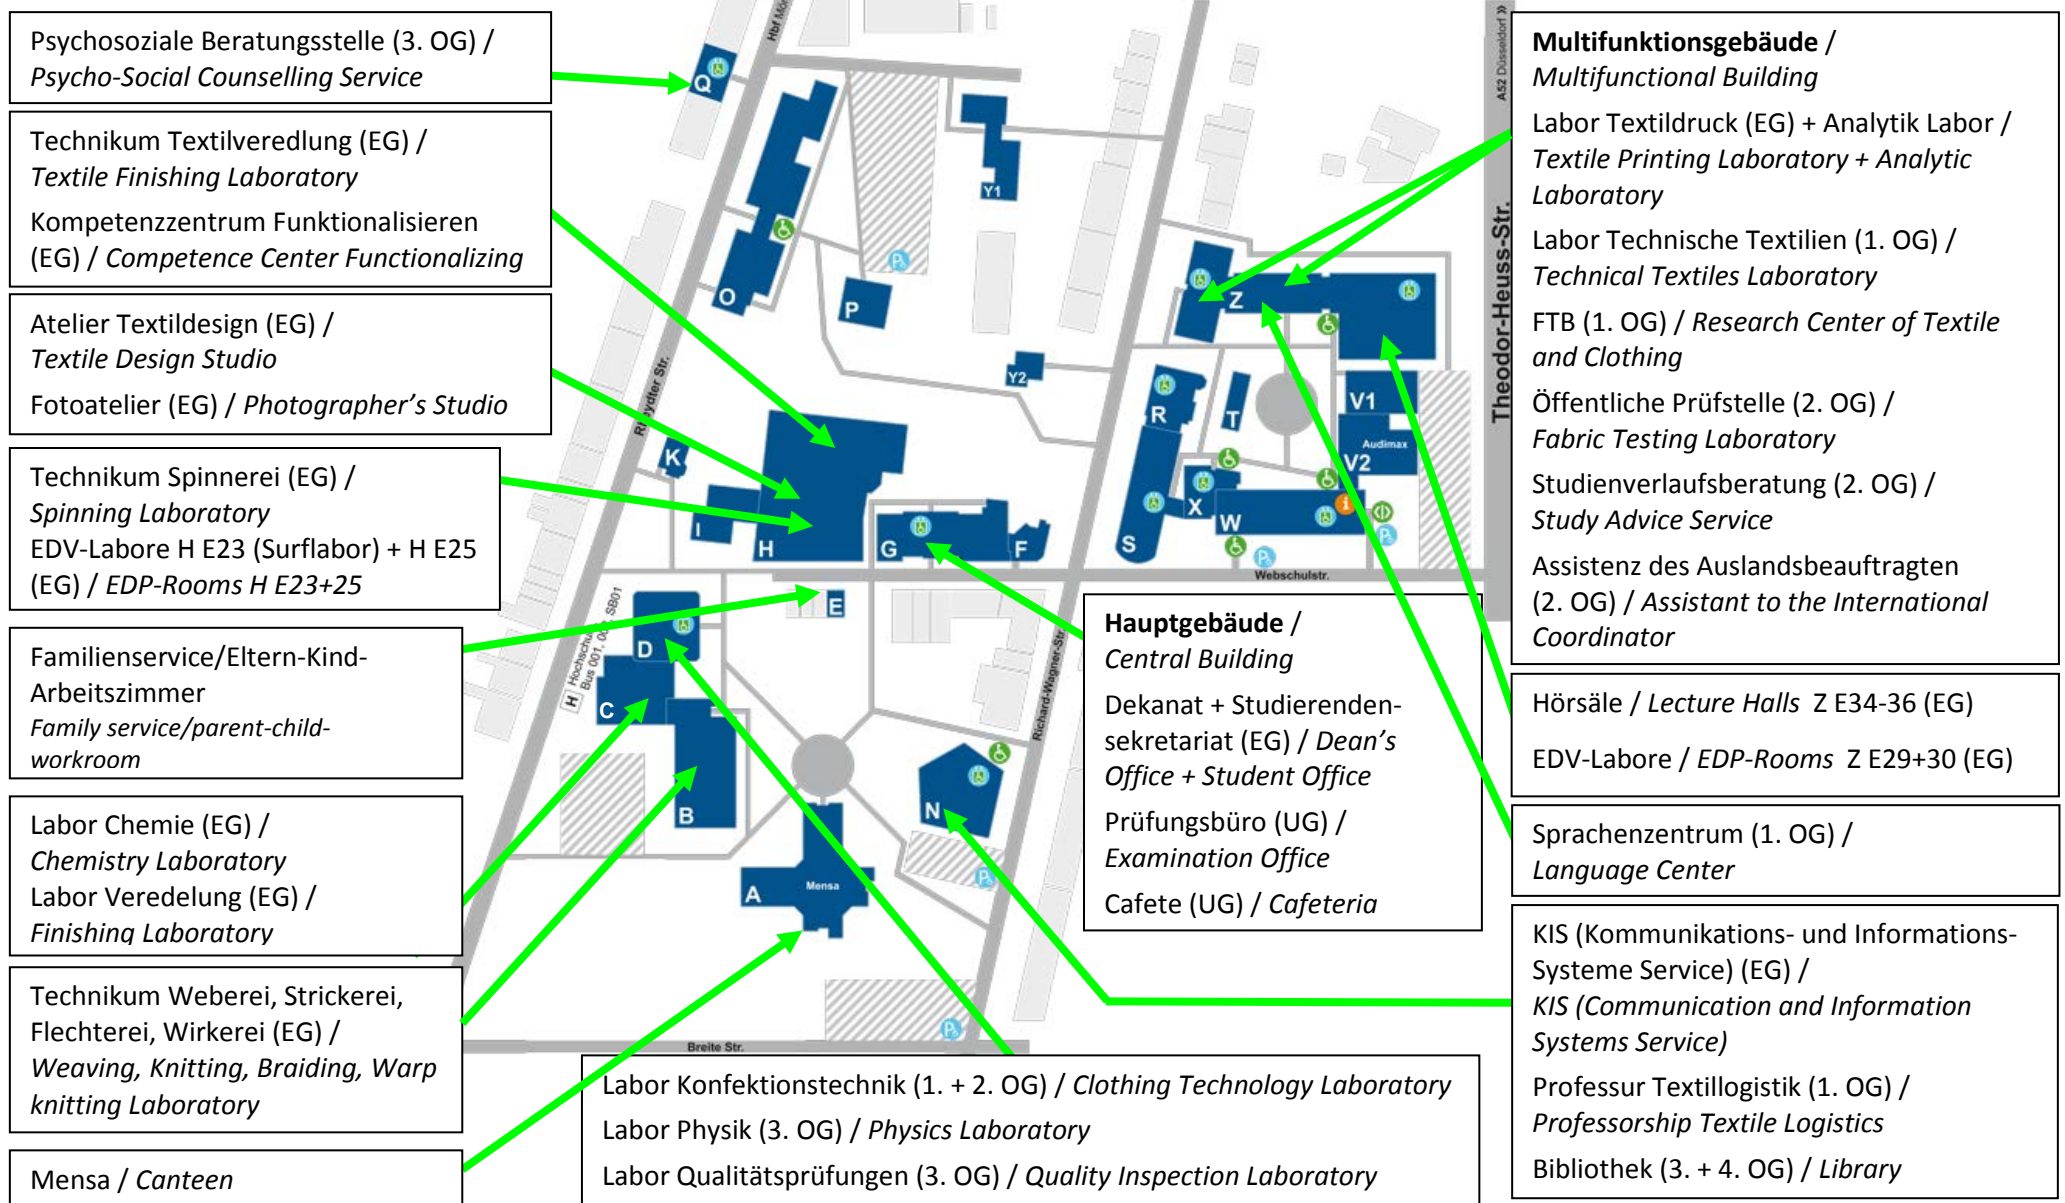 Psychosoziale Beratungsstelle (3. OG) /
Psycho-Social Counselling Service
Technikum Textilveredlung (EG) /
Textile Finishing Laboratory
Kompetenzzentrum Funktionalisieren
(EG) / Competence Center Functionalizing
Atelier Textildesign (EG) /
Textile Design Studio
Fotoatelier (EG) / Photographer’s Studio
Technikum Spinnerei (EG) /
Spinning Laboratory
EDV-Labore H E23 (Surflabor) + H E25
(EG) / EDP-Rooms H E23+25
Familienservice/Eltern-Kind-
Arbeitszimmer
Family service/parent-child-
workroom
Labor Chemie (EG) /
Chemistry Laboratory
Labor Veredelung (EG) /
Finishing Laboratory
Technikum Weberei, Strickerei,
Flechterei, Wirkerei (EG) /
Weaving, Knitting, Braiding, Warp
knitting Laboratory
Mensa / Canteen
Hbf
Q
O
P
Y1
Y2
K
I
H
G
F
E
D
C
B
A
Mensa
N
Z
R
T
S
X
W
V1
Audimax
V2
i
Rheydter Str.
H
Bus 001,
SB01
Richard-Wagner-Str.
Webschulstr.
Breite Str.
A52 Düsseldorf »
Theodor-Heuss-Str.
Hauptgebäude /
Central Building
Dekanat + Studierenden-
sekretariat (EG) / Dean’s
Office + Student Office
Prüfungsbüro (UG) /
Examination Office
Cafete (UG) / Cafeteria
Labor Konfektionstechnik (1. + 2. OG) / Clothing Technology Laboratory
Labor Physik (3. OG) / Physics Laboratory
Labor Qualitätsprüfungen (3. OG) / Quality Inspection Laboratory
Multifunktionsgebäude /
Multifunctional Building
Labor Textildruck (EG) + Analytik Labor /
Textile Printing Laboratory + Analytic
Laboratory
Labor Technische Textilien (1. OG) /
Technical Textiles Laboratory
FTB (1. OG) / Research Center of Textile
and Clothing
Öffentliche Prüfstelle (2. OG) /
Fabric Testing Laboratory
Studienverlaufsberatung (2. OG) /
Study Advice Service
Assistenz des Auslandsbeauftragten
(2. OG) / Assistant to the International
Coordinator
Hörsäle / Lecture Halls Z E34-36 (EG)
EDV-Labore / EDP-Rooms Z E29+30 (EG)
Sprachenzentrum (1. OG) /
Language Center
KIS (Kommunikations- und Informations-
Systeme Service) (EG) /
KIS (Communication and Information
Systems Service)
Professur Textillogistik (1. OG) /
Professorship Textile Logistics
Bibliothek (3. + 4. OG) / Library